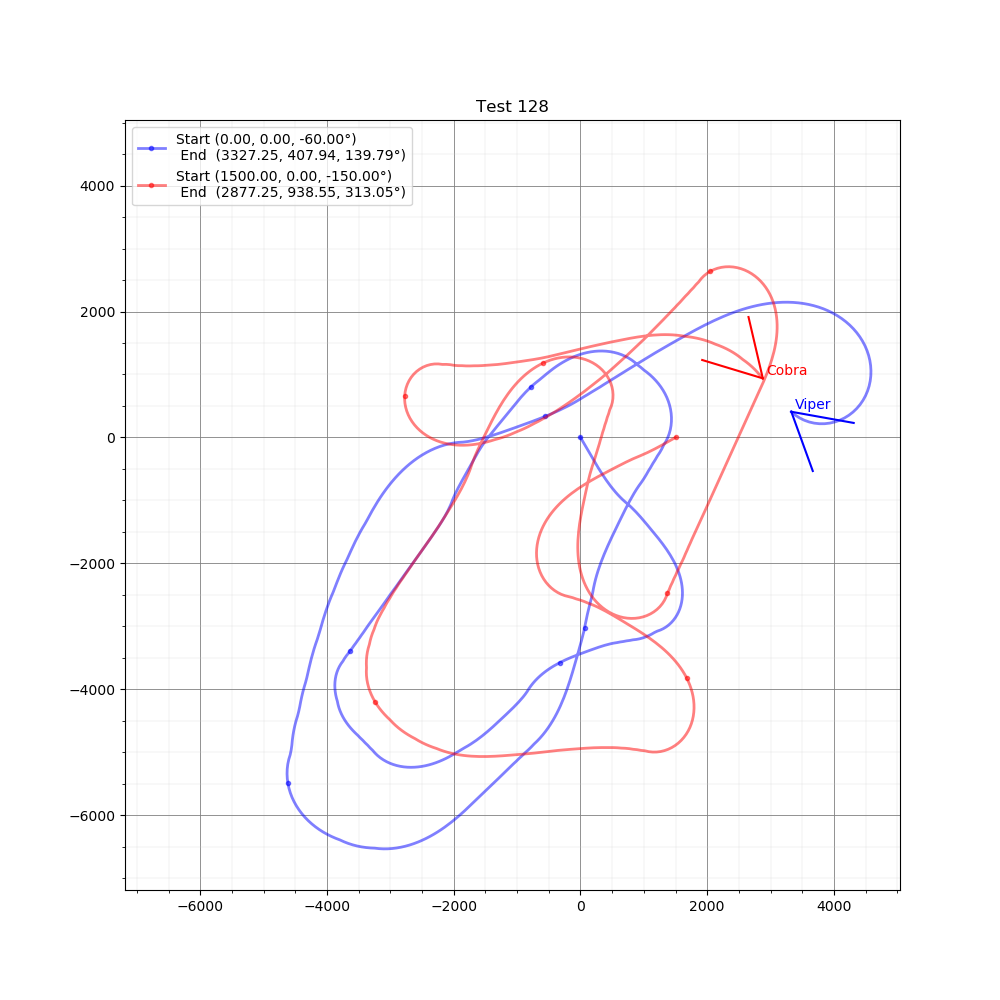 Test 128
Start (0.00, 0.00, -60.00°)
End  (3327.25, 407.94, 139.79°)
Start (1500.00, 0.00, -150.00°)
End  (2877.25, 938.55, 313.05°)
4000
2000
0
−2000
−4000
−6000
Cobra
Viper
−6000 −4000 −2000 0 2000 4000